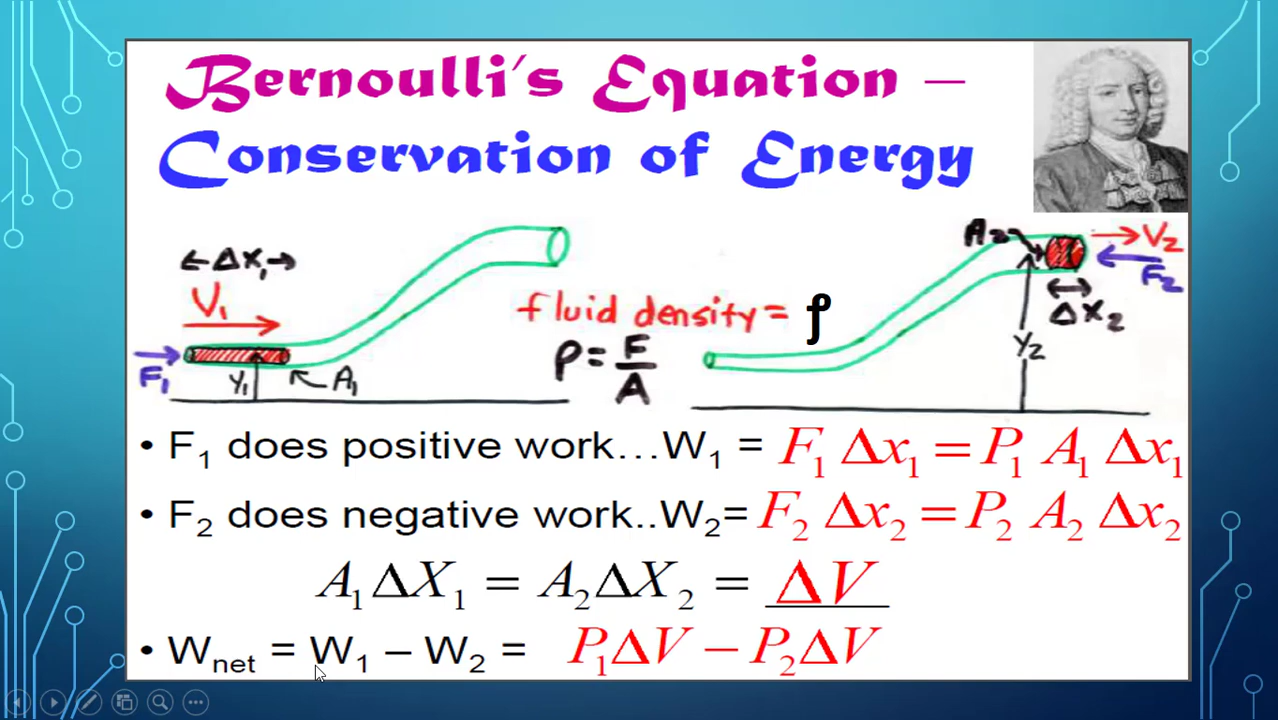 Bernoulli's Equation –
Conservation of Energy
Δx₁
V₁
F₁
Y₁
A₁
fluid density = ρ
P = F/A
A₂
V₂
F₂
Δx₂
Y₂
• F₁ does positive work…W₁ = F₁ Δx₁ = P₁ A₁ Δx₁
• F₂ does negative work..W₂= F₂ Δx₂ = P₂ A₂ Δx₂
A₁ΔX₁ = A₂ΔX₂ = ΔV
• Wnet = W₁ – W₂ = P₁ΔV – P₂ΔV